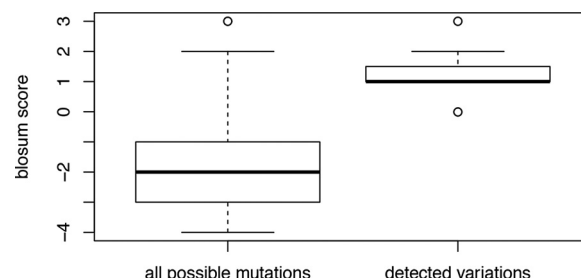 3
2
1
0
−2
−4
blosum score
all possible mutations
detected variations